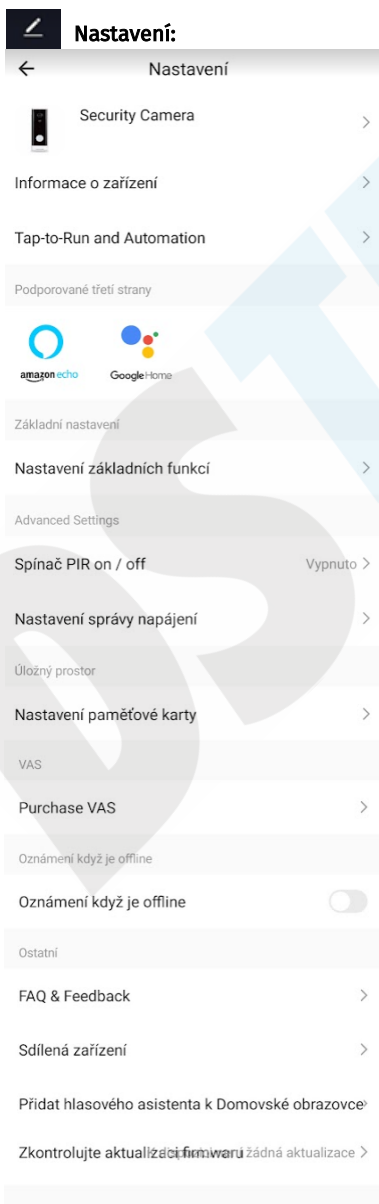 Nastavení:
Nastavení
Security Camera
Informace o zařízení
Tap-to-Run and Automation
Podporované třetí strany
amazon echo Google Home
Základní nastavení
Nastavení základních funkcí
Advanced Settings
Spínač PIR on / off Vypnuto
Nastavení správy napájení
Úložný prostor
Nastavení paměťové karty
VAS
Purchase VAS
Oznámení když je offline
Oznámení když je offline
Ostatní
FAQ & Feedback
Sdílená zařízení
Přidat hlasového asistenta k Domovské obrazovce
Zkontrolujte aktualizaci firmwaru žádná aktualizace